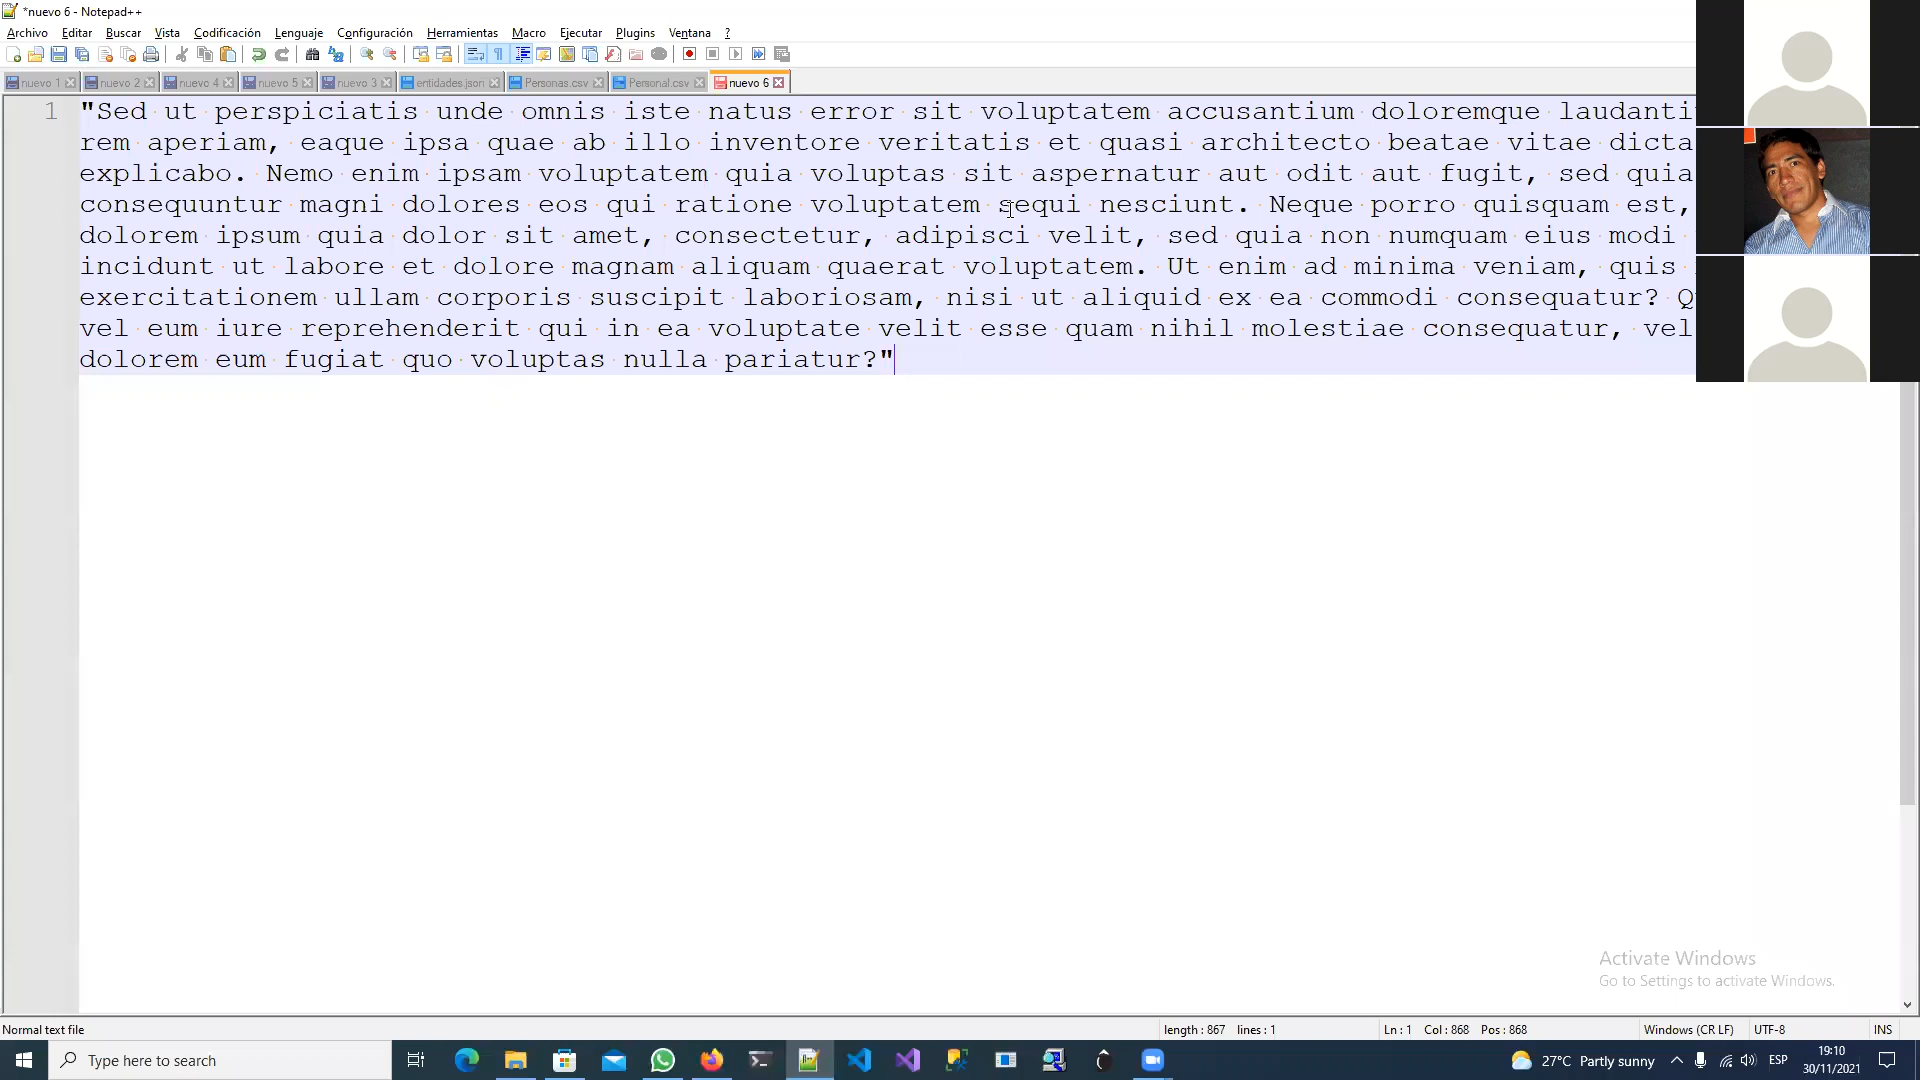 *nuevo 6 - Notepad++
Archivo Editar Buscar Vista Codificación Lenguaje Configuración Herramientas Macro Ejecutar Plugins Ventana ?
nuevo 1 nuevo 2 nuevo 4 nuevo 5 nuevo 3 entidades.json Personas.csv Personal.csv nuevo 6
1 "Sed ut perspiciatis unde omnis iste natus error sit voluptatem accusantium doloremque
rem aperiam, eaque ipsa quae ab illo inventore veritatis et quasi architecto beatae vitae dicta
explicabo. Nemo enim ipsam voluptatem quia voluptas sit aspernatur aut odit aut fugit, sed quia
consequuntur magni dolores eos qui ratione voluptatem sequi nesciunt. Neque porro quisquam est,
dolorem ipsum quia dolor sit amet, consectetur, adipisci velit, sed quia non numquam eius modi
incidunt ut labore et dolore magnam aliquam quaerat voluptatem. Ut enim ad minima veniam, quis
exercitationem ullam corporis suscipit laboriosam, nisi ut aliquid ex ea commodi consequatur?
vel eum iure reprehenderit qui in ea voluptate velit esse quam nihil molestiae consequatur, vel
dolorem eum fugiat quo voluptas nulla pariatur?"
Activate Windows
Go to Settings to activate Windows.
Normal text file length : 867 lines : 1 Ln : 1 Col : 868 Pos : 868 Windows (CR LF) UTF-8 INS
Type here to search 27°C Partly sunny ESP 19:10
30/11/2021